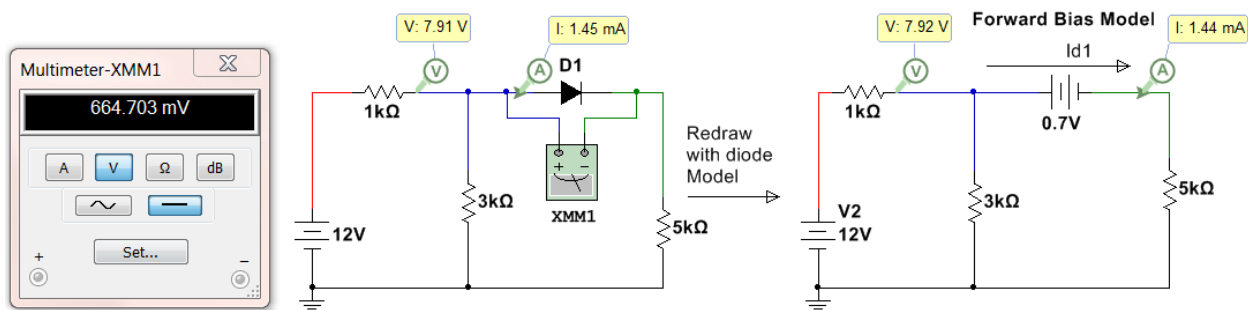 Multimeter-XMM1
664.703 mV
A V Ω dB
Set...
+ −
V: 7.91 V
I: 1.45 mA
D1
1kΩ
+ −
XMM1
3kΩ
12V
5kΩ
Redraw
with diode
Model
Forward Bias Model
V: 7.92 V
I: 1.44 mA
Id1
V
A
V
A
1kΩ
0.7V
3kΩ
5kΩ
V2
12V